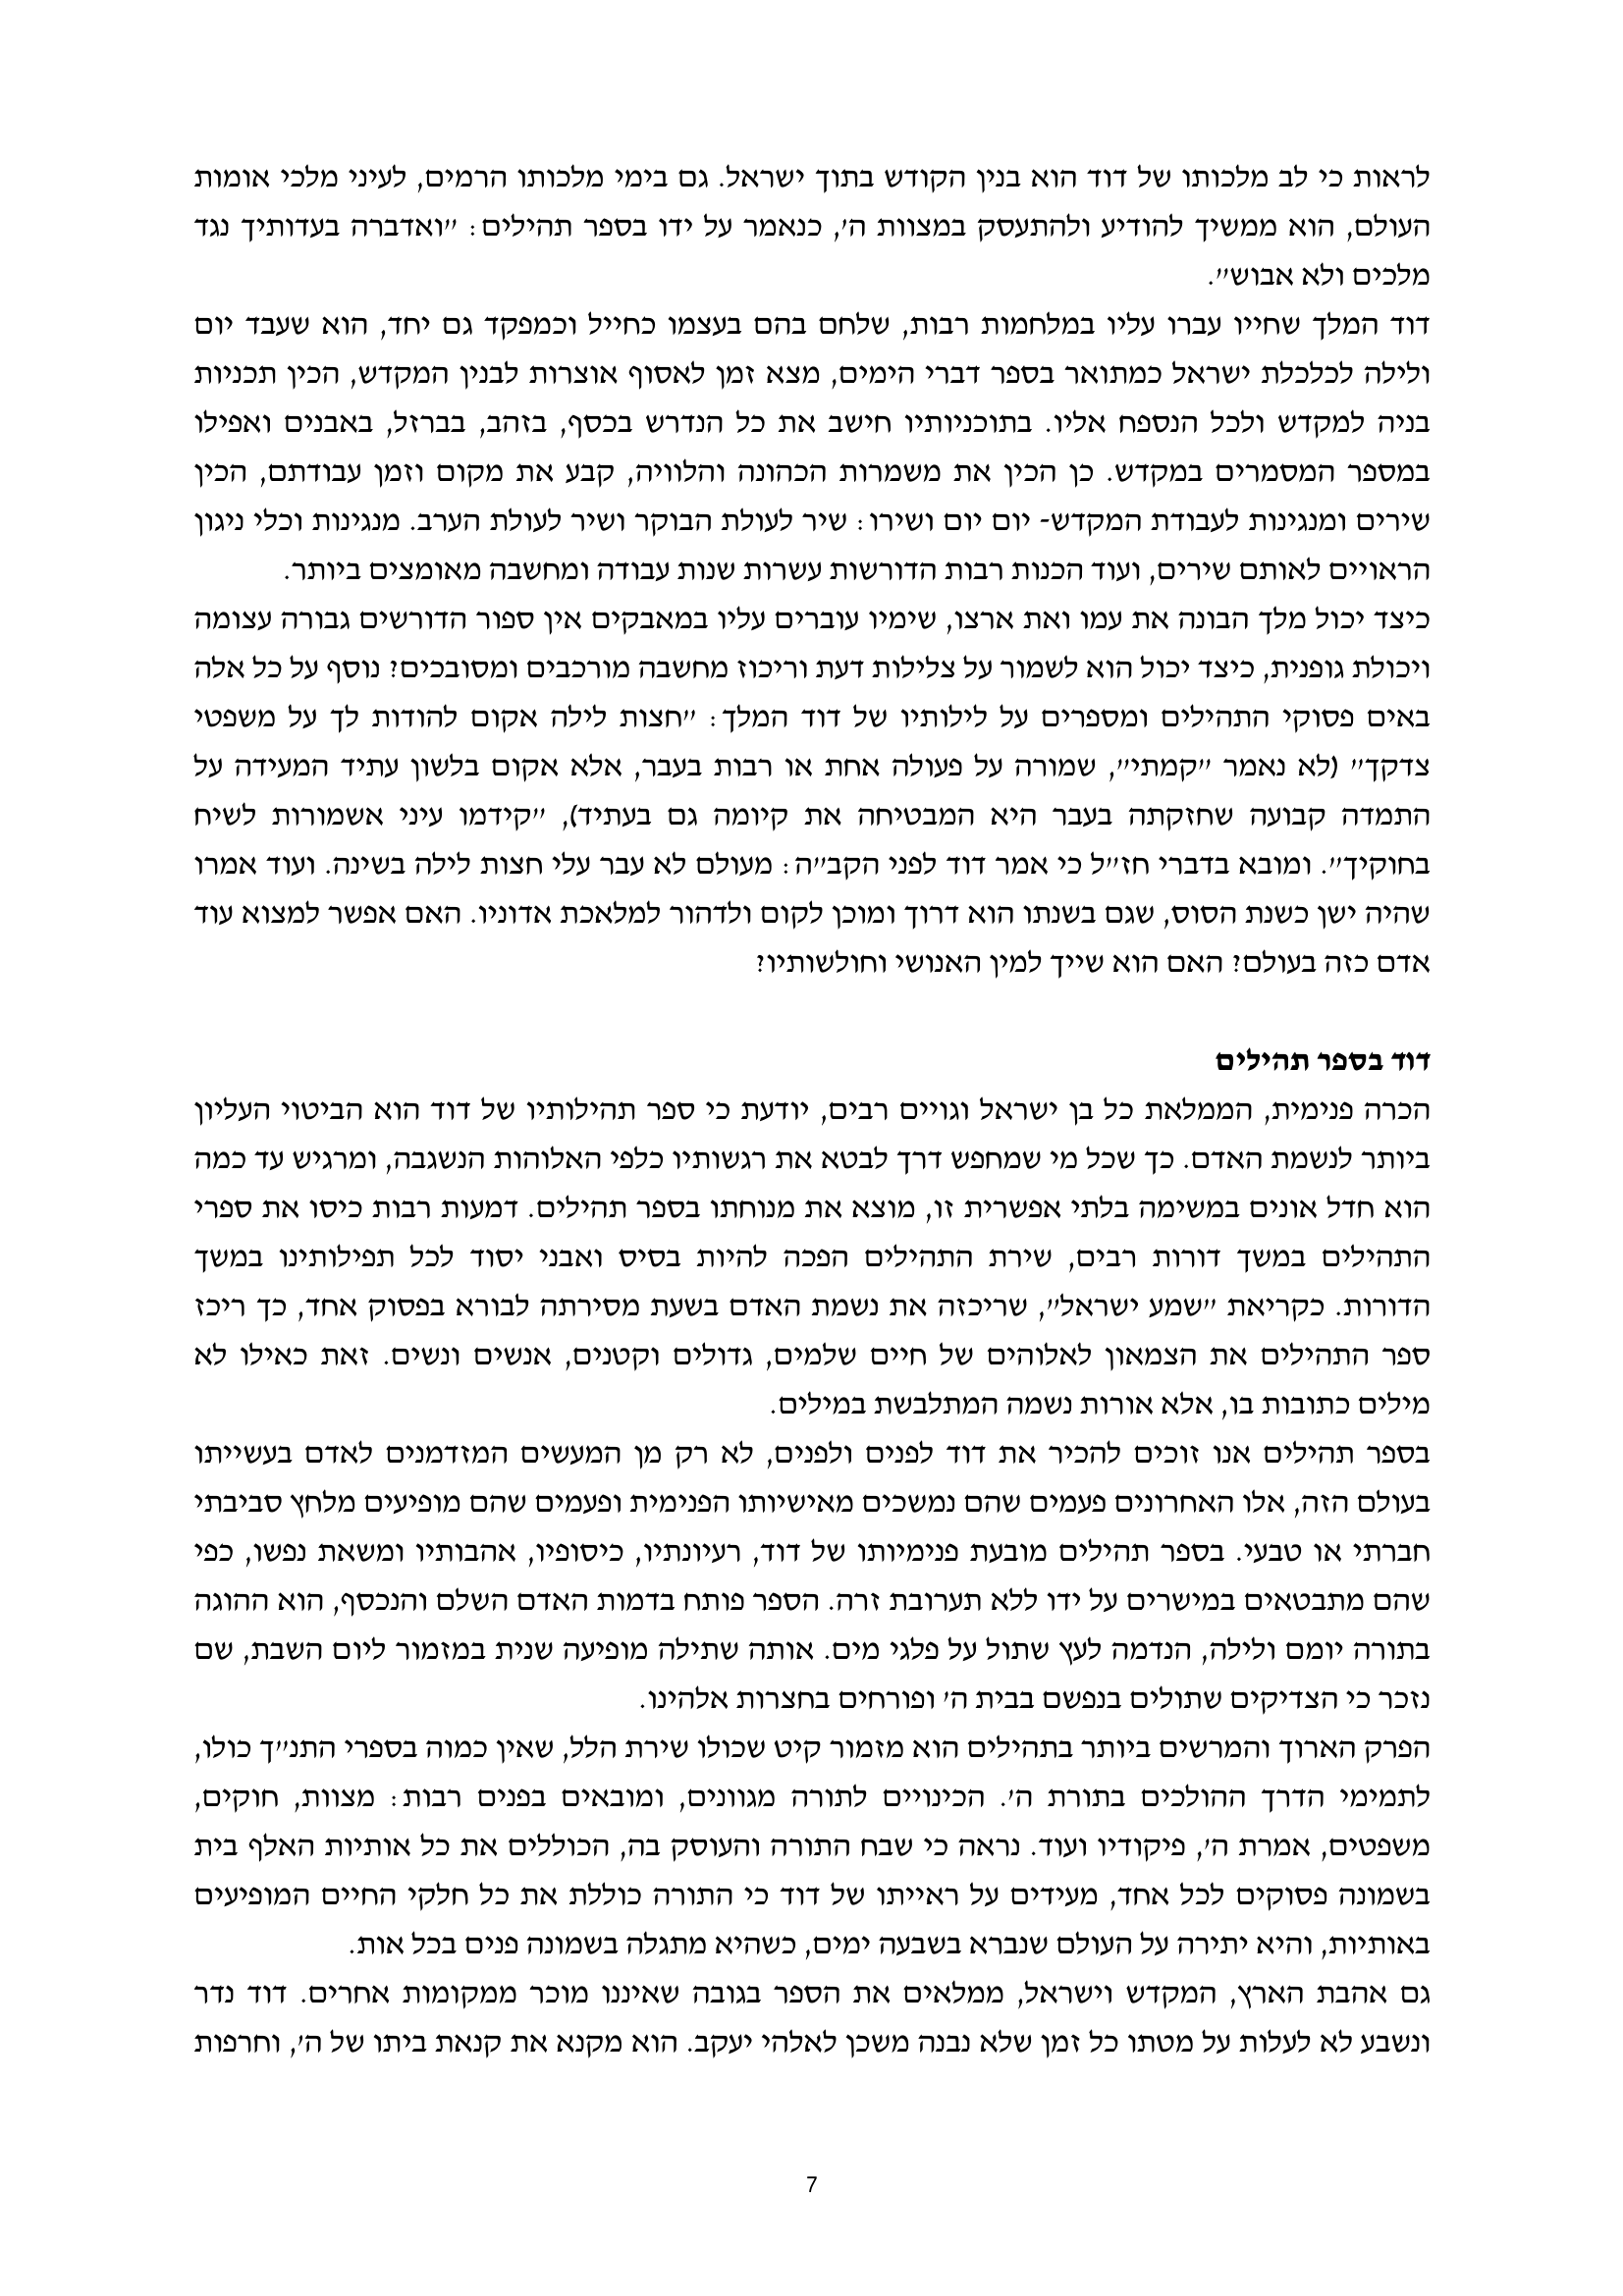 לראות כי לב מלכותו של דוד הוא בנין הקודש בתוך ישראל. גם בימי מלכותו הרמים, לעיני מלכי אומות
העולם, הוא ממשיך להודיע ולהתעסק במצוות ה', כנאמר על ידו בספר תהילים: "ואדברה בעדותיך נגד
מלכים ולא אבוש".
דוד המלך שחייו עברו עליו במלחמות רבות, שלחם בהם בעצמו כחייל וכמפקד גם יחד, הוא שעבד יום
ולילה לכלכלת ישראל כמתואר בספר דברי הימים, מצא זמן לאסוף אוצרות לבנין המקדש, הכין תכניות
בניה למקדש ולכל הנספח אליו. בתוכניותיו חישב את כל הנדרש בכסף, בזהב, בברזל, באבנים ואפילו
במספר המסמרים במקדש. כן הכין את משמרות הכהונה והלוויה, קבע את מקום וזמן עבודתם, הכין
שירים ומנגינות לעבודת המקדש- יום יום ושירו: שיר לעולת הבוקר ושיר לעולת הערב. מנגינות וכלי ניגון
הראויים לאותם שירים, ועוד הכנות רבות הדורשות עשרות שנות עבודה ומחשבה מאומצים ביותר.
כיצד יכול מלך הבונה את עמו ואת ארצו, שימיו עוברים עליו במאבקים אין ספור הדורשים גבורה עצומה
ויכולת גופנית, כיצד יכול הוא לשמור על צלילות דעת וריכוז מחשבה מורכבים ומסובכים? נוסף על כל אלה
באים פסוקי התהילים ומספרים על לילותיו של דוד המלך: "חצות לילה אקום להודות לך על משפטי
צדקך" (לא נאמר "קמתי", שמורה על פעולה אחת או רבות בעבר, אלא אקום בלשון עתיד המעידה על
התמדה קבועה שחזקתה בעבר היא המבטיחה את קיומה גם בעתיד), "קידמו עיני אשמורות לשיח
בחוקיך". ומובא בדברי חז"ל כי אמר דוד לפני הקב"ה: מעולם לא עבר עלי חצות לילה בשינה. ועוד אמרו
שהיה ישן כשנת הסוס, שגם בשנתו הוא דרוך ומוכן לקום ולדהור למלאכת אדוניו. האם אפשר למצוא עוד
אדם כזה בעולם? האם הוא שייך למין האנושי וחולשותיו?
דוד בספר תהילים
הכרה פנימית, הממלאת כל בן ישראל וגויים רבים, יודעת כי ספר תהילותיו של דוד הוא הביטוי העליון
ביותר לנשמת האדם. כך שכל מי שמחפש דרך לבטא את רגשותיו כלפי האלוהות הנשגבה, ומרגיש עד כמה
הוא חדל אונים במשימה בלתי אפשרית זו, מוצא את מנוחתו בספר תהילים. דמעות רבות כיסו את ספרי
התהילים במשך דורות רבים, שירת התהילים הפכה להיות בסיס ואבני יסוד לכל תפילותינו במשך
הדורות. כקריאת "שמע ישראל", שריכזה את נשמת האדם בשעת מסירתה לבורא בפסוק אחד, כך ריכז
ספר התהילים את הצמאון לאלוהים של חיים שלמים, גדולים וקטנים, אנשים ונשים. זאת כאילו לא
מילים כתובות בו, אלא אורות נשמה המתלבשת במילים.
בספר תהילים אנו זוכים להכיר את דוד לפנים ולפנים, לא רק מן המעשים המזדמנים לאדם בעשייתו
בעולם הזה, אלו האחרונים פעמים שהם נמשכים מאישיותו הפנימית ופעמים שהם מופיעים מלחץ סביבתי
חברתי או טבעי. בספר תהילים מובעת פנימיותו של דוד, רעיונתיו, כיסופיו, אהבותיו ומשאת נפשו, כפי
שהם מתבטאים במישרים על ידו ללא תערובת זרה. הספר פותח בדמות האדם השלם והנכסף, הוא ההוגה
בתורה יומם ולילה, הנדמה לעץ שתול על פלגי מים. אותה שתילה מופיעה שנית במזמור ליום השבת, שם
נזכר כי הצדיקים שתולים בנפשם בבית ה' ופורחים בחצרות אלהינו.
הפרק הארוך והמרשים ביותר בתהילים הוא מזמור קיט שכולו שירת הלל, שאין כמוה בספרי התנ"ך כולו,
לתמימי הדרך ההולכים בתורת ה'. הכינויים לתורה מגוונים, ומובאים בפנים רבות: מצוות, חוקים,
משפטים, אמרת ה', פיקודיו ועוד. נראה כי שבח התורה והעוסק בה, הכוללים את כל אותיות האלף בית
בשמונה פסוקים לכל אחד, מעידים על ראייתו של דוד כי התורה כוללת את כל חלקי החיים המופיעים
באותיות, והיא יתירה על העולם שנברא בשבעה ימים, כשהיא מתגלה בשמונה פנים בכל אות.
גם אהבת הארץ, המקדש וישראל, ממלאים את הספר בגובה שאיננו מוכר ממקומות אחרים. דוד נדר
ונשבע לא לעלות על מטתו כל זמן שלא נבנה משכן לאלהי יעקב. הוא מקנא את קנאת ביתו של ה', וחרפות
7